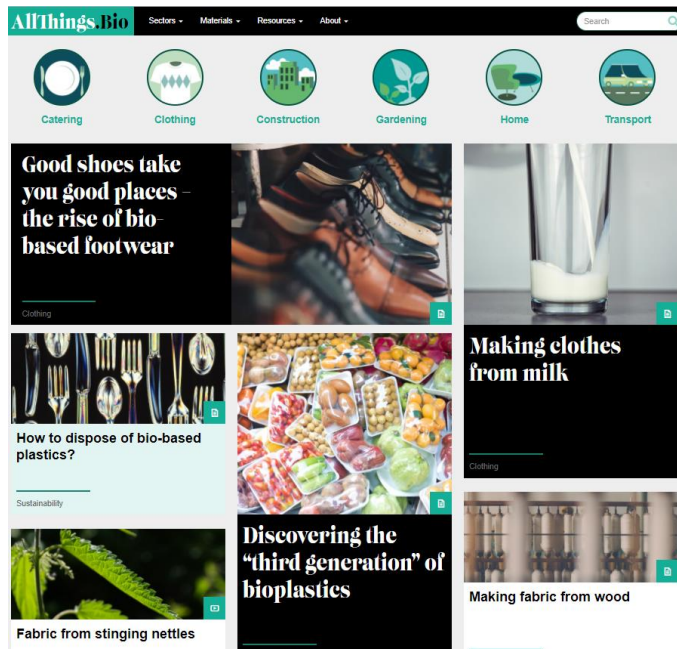 AllThings.Bio
Sectors
Materials
Resources
About
Search
Catering
Clothing
Construction
Gardening
Home
Transport
Good shoes take
you good places –
the rise of bio-
based footwear
Clothing
Making clothes
from milk
Clothing
How to dispose of bio-based
plastics?
Sustainability
Discovering the
“third generation” of
bioplastics
Making fabric from wood
Fabric from stinging nettles